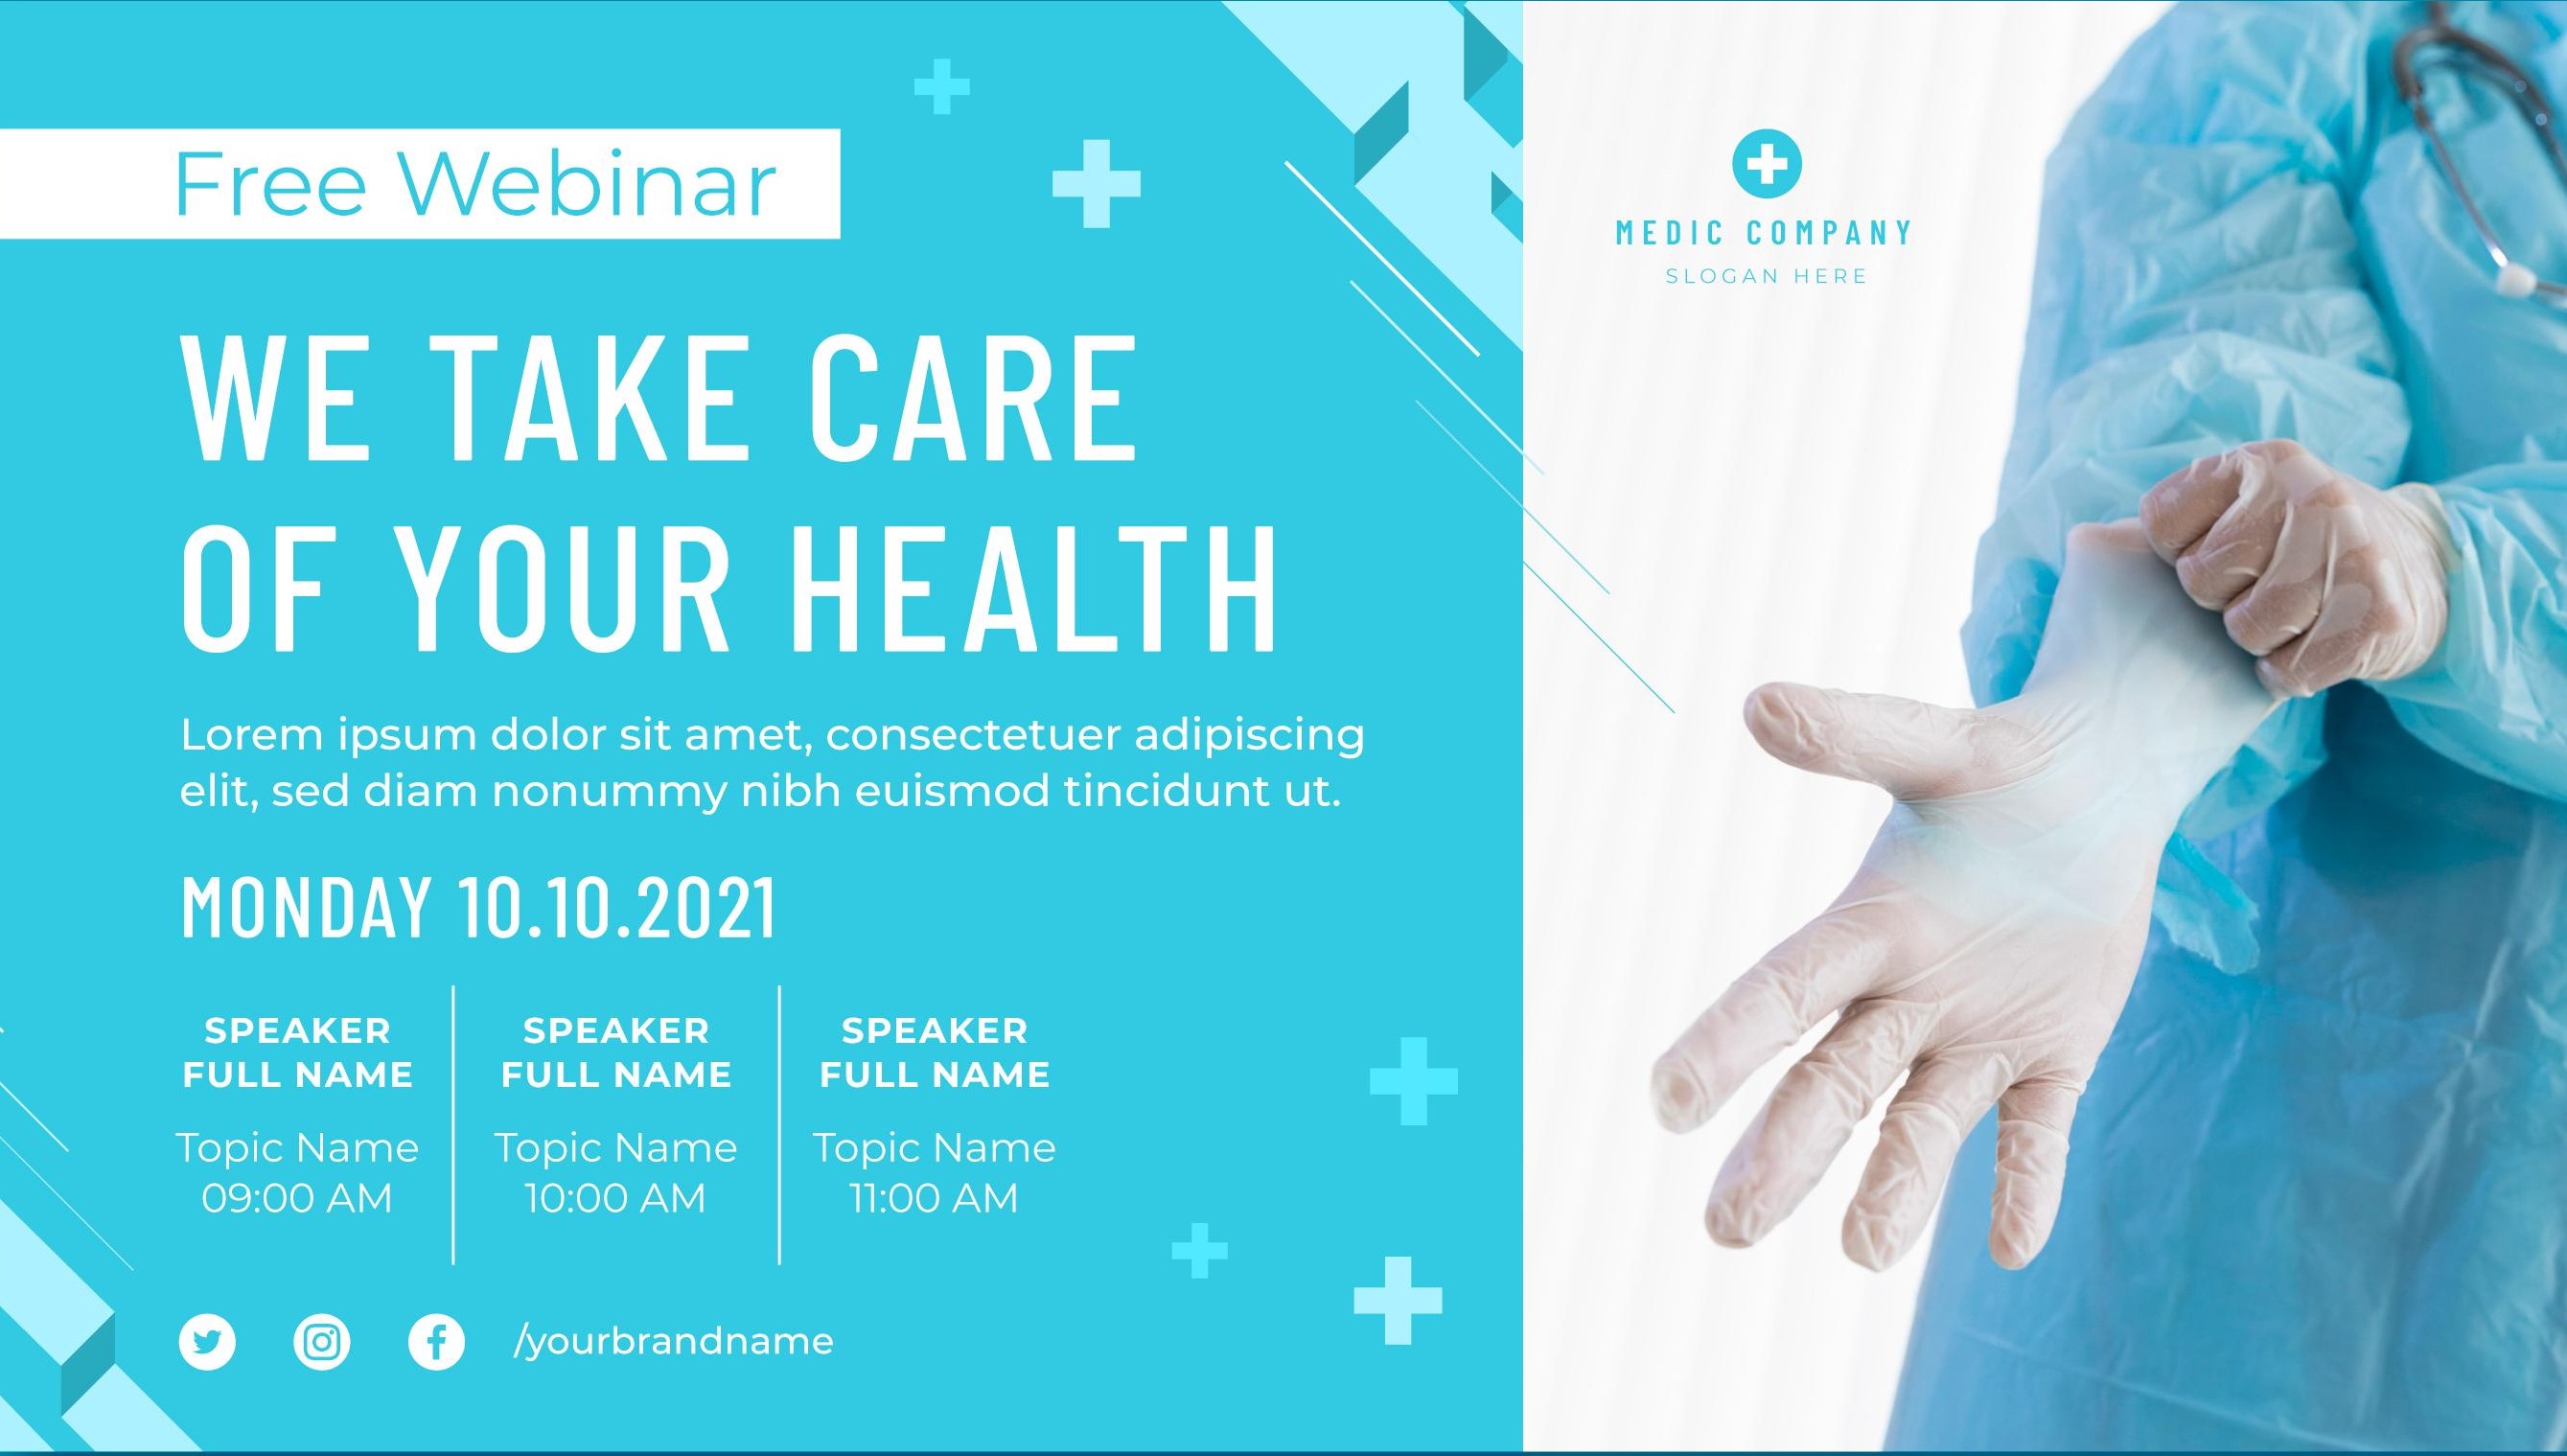 Free Webinar
MEDIC COMPANY
SLOGAN HERE
WE TAKE CARE
OF YOUR HEALTH
Lorem ipsum dolor sit amet, consectetuer adipiscing
elit, sed diam nonummy nibh euismod tincidunt ut.
MONDAY 10.10.2021
SPEAKER
FULL NAME
Topic Name
09:00 AM
SPEAKER
FULL NAME
Topic Name
10:00 AM
SPEAKER
FULL NAME
Topic Name
11:00 AM
/yourbrandname